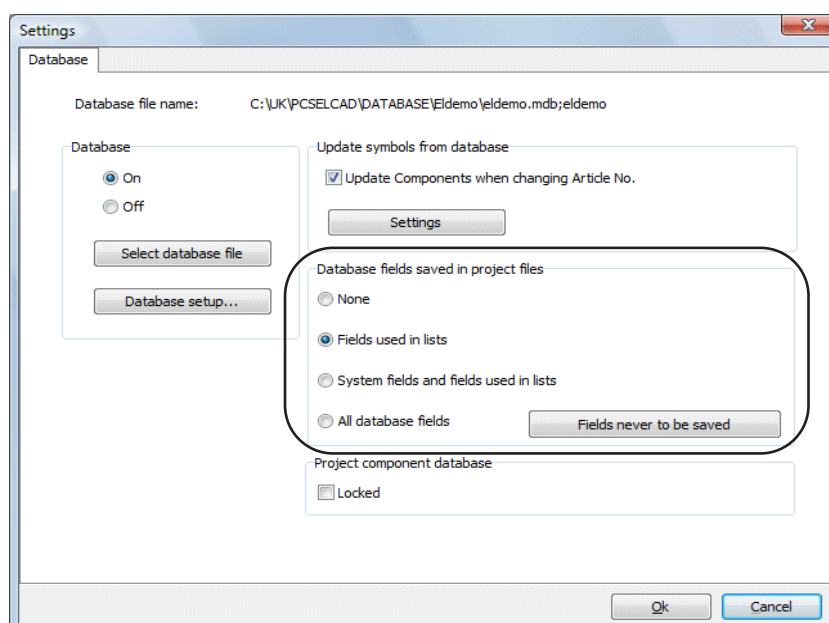 Settings
Database
Database file name: C:\UK\PCSELCAD\DATABASE\Eldemo\eldemo.mdb;eldemo
Database
On
Off
Select database file
Database setup...
Update symbols from database
Update Components when changing Article No.
Settings
Database fields saved in project files
None
Fields used in lists
System fields and fields used in lists
All database fields
Fields never to be saved
Project component database
Locked
Ok
Cancel